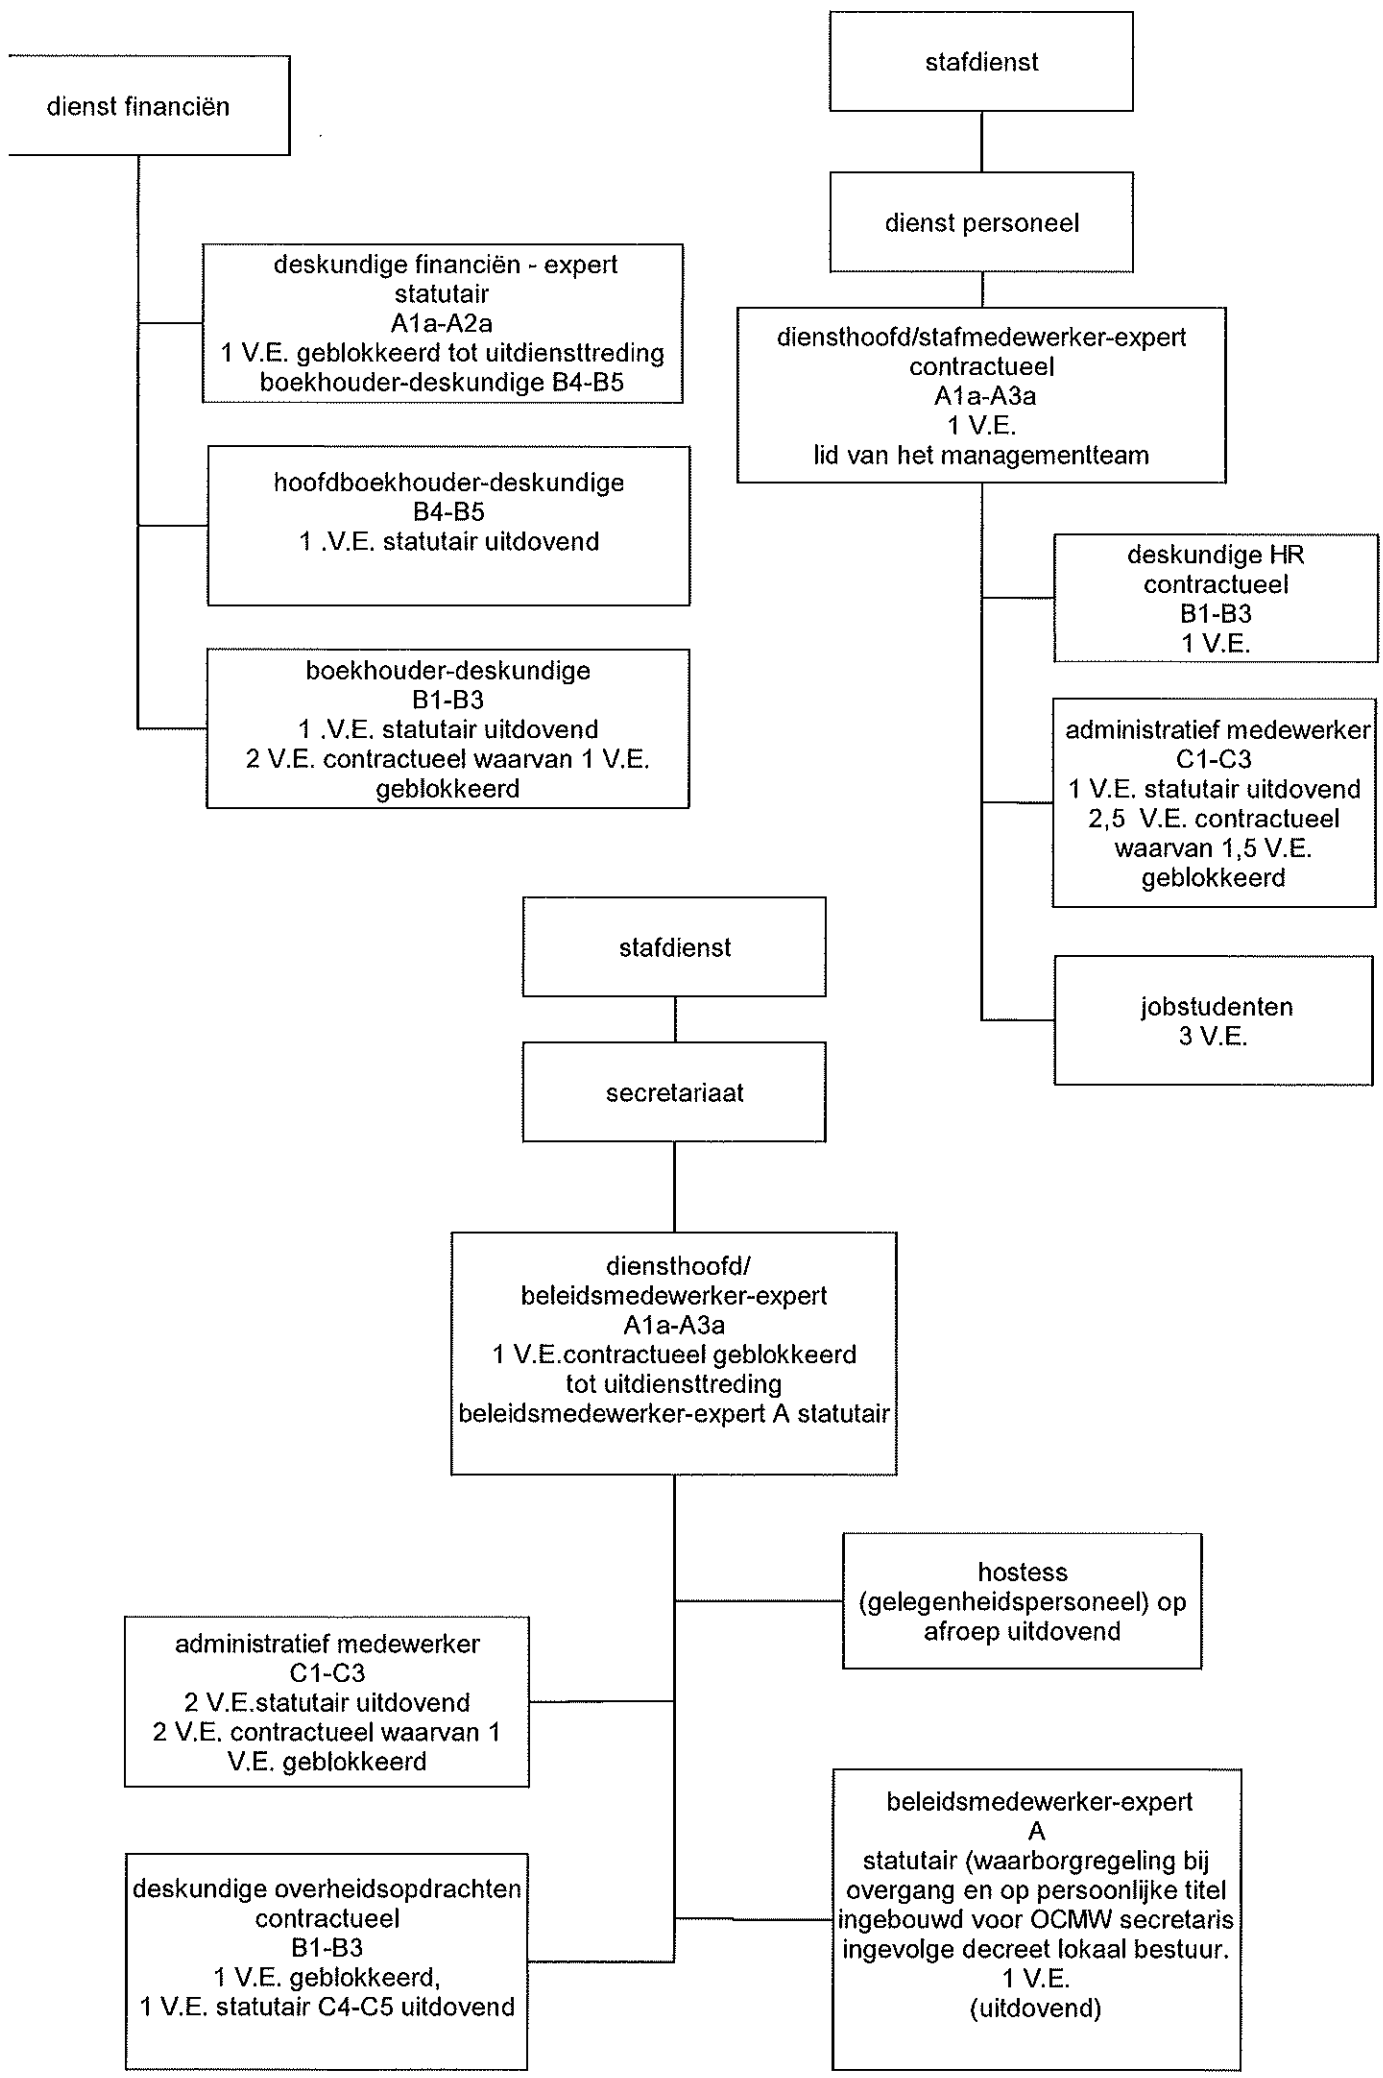 dienst financiën
deskundige financiën - expert
statutair
A1a-A2a
1 V.E. geblokkeerd tot uitdiensttreding
boekhouder-deskundige B4-B5
hoofdboekhouder-deskundige
B4-B5
1 .V.E. statutair uitdovend
boekhouder-deskundige
B1-B3
1 .V.E. statutair uitdovend
2 V.E. contractueel waarvan 1 V.E.
geblokkeerd
stafdienst
dienst personeel
diensthoofd/stafmedewerker-expert
contractueel
A1a-A3a
1 V.E.
lid van het managementteam
deskundige HR
contractueel
B1-B3
1 V.E.
administratief medewerker
C1-C3
1 V.E. statutair uitdovend
2,5 V.E. contractueel
waarvan 1,5 V.E.
geblokkeerd
jobstudenten
3 V.E.
stafdienst
secretariaat
diensthoofd/
beleidsmedewerker-expert
A1a-A3a
1 V.E.contractueel geblokkeerd
tot uitdiensttreding
beleidsmedewerker-expert A statutair
hostess
(gelegenheidspersoneel) op
afroep uitdovend
administratief medewerker
C1-C3
2 V.E.statutair uitdovend
2 V.E. contractueel waarvan 1
V.E. geblokkeerd
beleidsmedewerker-expert
A
statutair (waarborgregeling bij
overgang en op persoonlijke titel
ingebouwd voor OCMW secretaris
ingevolge decreet lokaal bestuur.
1 V.E.
(uitdovend)
deskundige overheidsopdrachten
contractueel
B1-B3
1 V.E. geblokkeerd,
1 V.E. statutair C4-C5 uitdovend